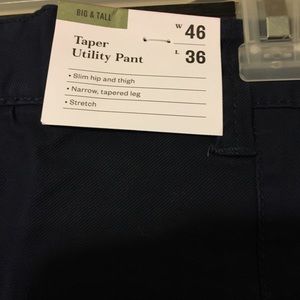 BIG & TALL
Taper
Utility Pant
W 46
L 36
• Slim hip and thigh
• Narrow, tapered leg
• Stretch